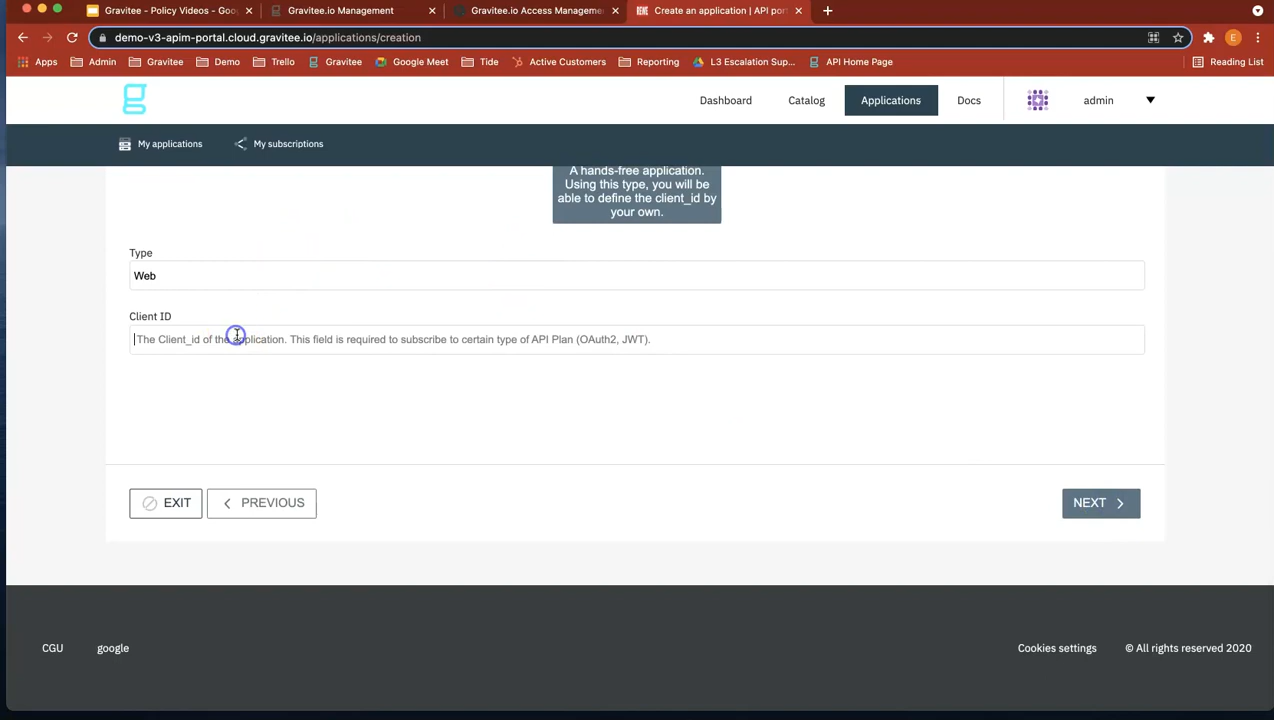 Gravitee - Policy Videos - Goo
Gravitee.io Management
Gravitee.io Access Manageme
Create an application | API por
demo-v3-apim-portal.cloud.gravitee.io/applications/creation
E
Apps
Admin
Gravitee
Demo
Trello
Gravitee
Google Meet
Tide
Active Customers
Reporting
L3 Escalation Sup...
API Home Page
Reading List
Dashboard
Catalog
Applications
Docs
admin
My applications
My subscriptions
A hands-free application.
Using this type, you will be
able to define the client_id by
your own.
Type
Web
Client ID
The Client_id of the application. This field is required to subscribe to certain type of API Plan (OAuth2, JWT).
EXIT
PREVIOUS
NEXT
CGU
google
Cookies settings
© All rights reserved 2020